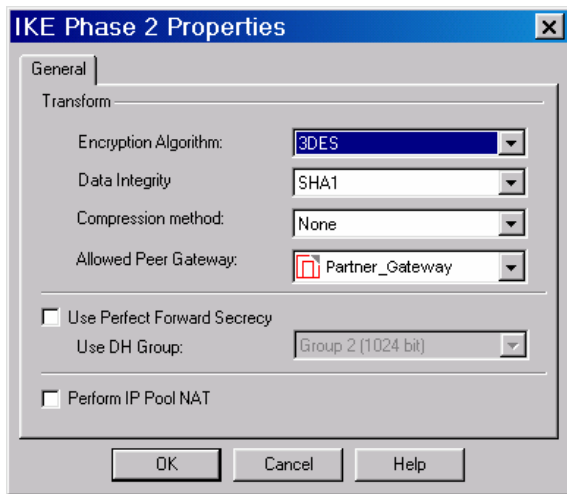 IKE Phase 2 Properties
General
Transform
Encryption Algorithm: 3DES
Data Integrity SHA1
Compression method: None
Allowed Peer Gateway: Partner_Gateway
Use Perfect Forward Secrecy
Use DH Group: Group 2 (1024 bit)
Perform IP Pool NAT
OK Cancel Help